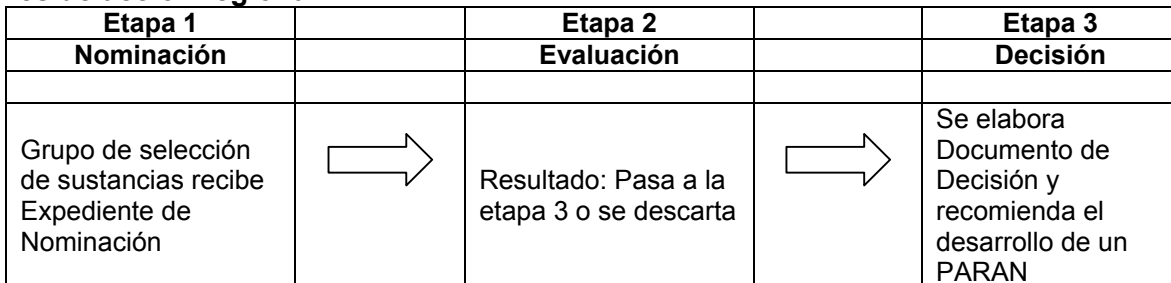 Etapa 1 Etapa 2 Etapa 3
Nominación Evaluación Decisión
Grupo de selección
de sustancias recibe
Expediente de
Nominación
Resultado: Pasa a la
etapa 3 o se descarta
Se elabora
Documento de
Decisión y
recomienda el
desarrollo de un
PARAN